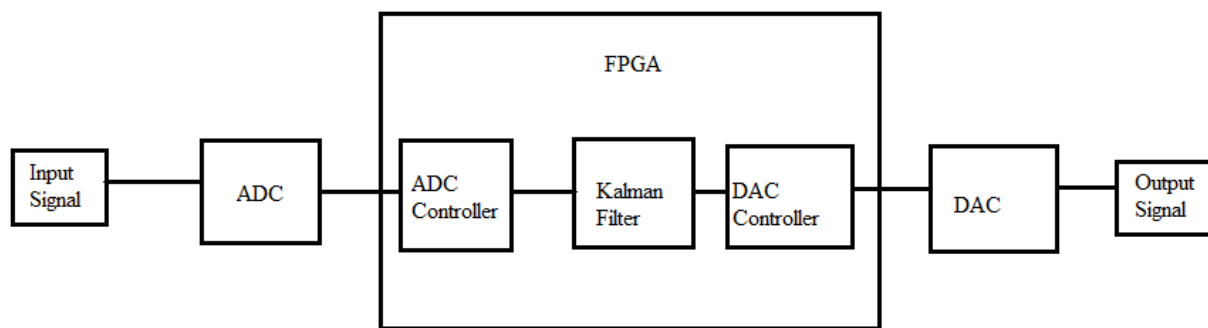 FPGA
Input
Signal
ADC
ADC
Controller
Kalman
Filter
DAC
Controller
DAC
Output
Signal